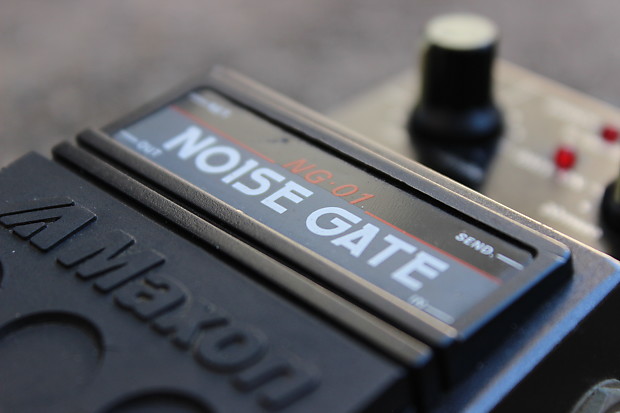 OUT
NG-01
NOISE GATE
SEND
IN
Maxon